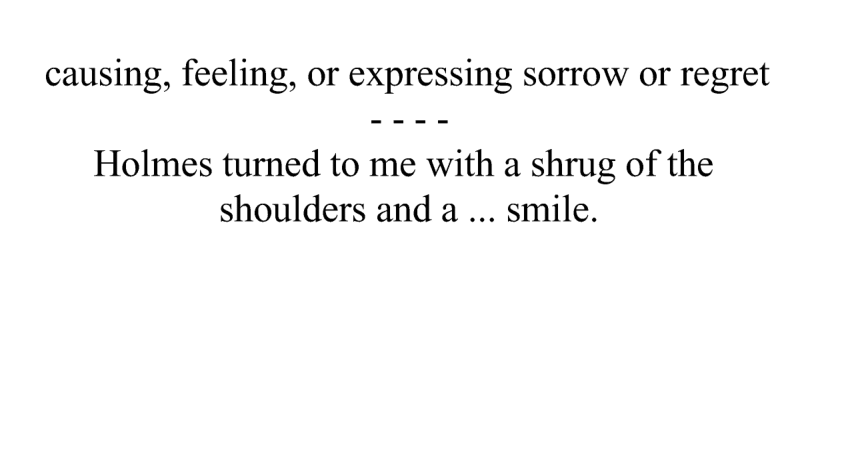 causing, feeling, or expressing sorrow or regret
- - - -
Holmes turned to me with a shrug of the
shoulders and a ... smile.